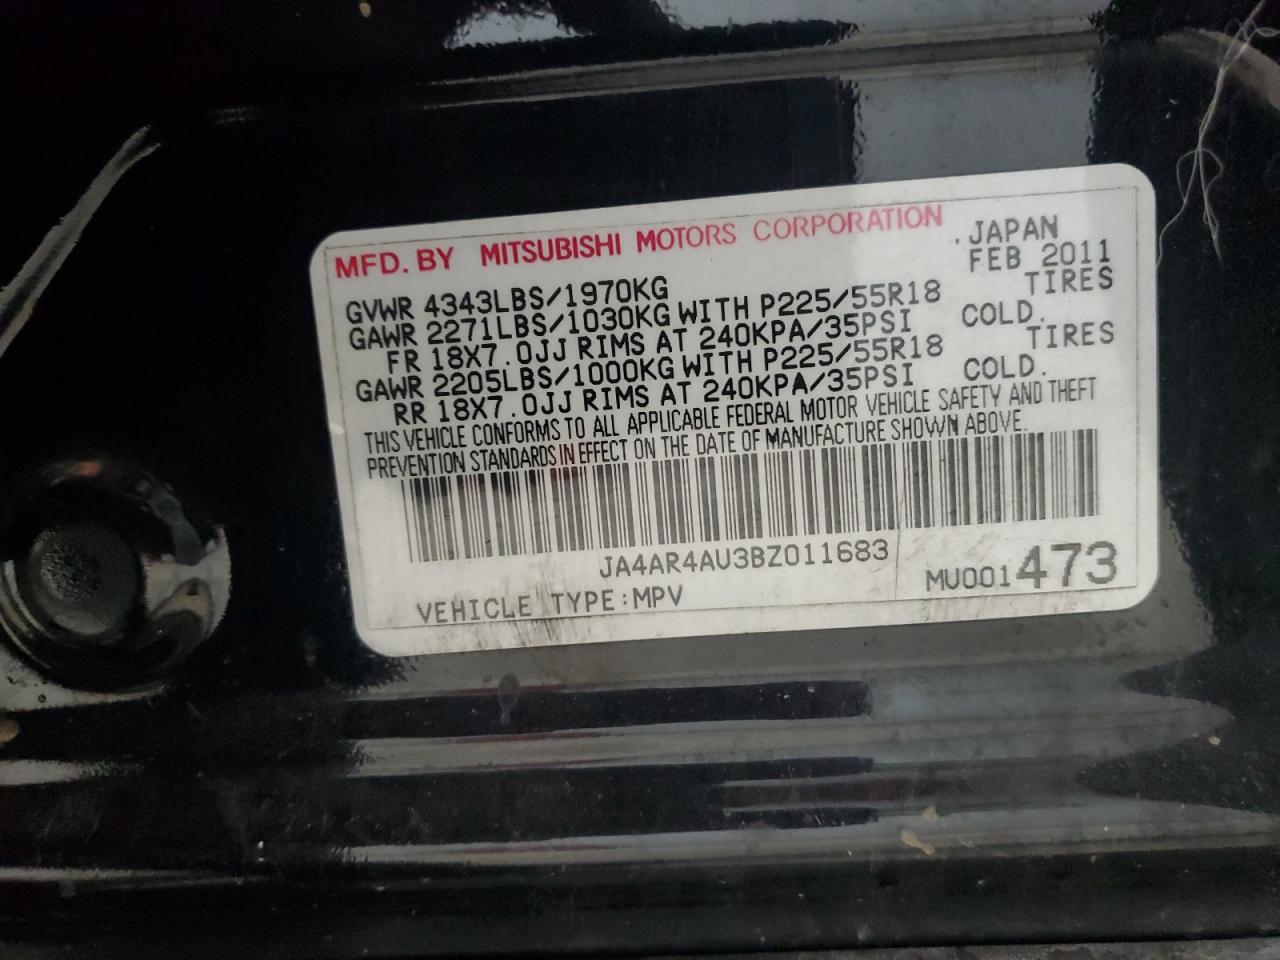 MFD. BY MITSUBISHI MOTORS CORPORATION. JAPAN
FEB 2011
GVWR 4343LBS/1970KG
GAWR 2271LBS/1030KG WITH P225/55R18 TIRES
FR 18X7.0JJ RIMS AT 240KPA/35PSI COLD.
GAWR 2205LBS/1000KG WITH P225/55R18 TIRES
RR 18X7.0JJ RIMS AT 240KPA/35PSI COLD.
THIS VEHICLE CONFORMS TO ALL APPLICABLE FEDERAL MOTOR VEHICLE SAFETY AND THEFT
PREVENTION STANDARDS IN EFFECT ON THE DATE OF MANUFACTURE SHOWN ABOVE.
JA4AR4AU3BZ011683
VEHICLE TYPE:MPV MU001473